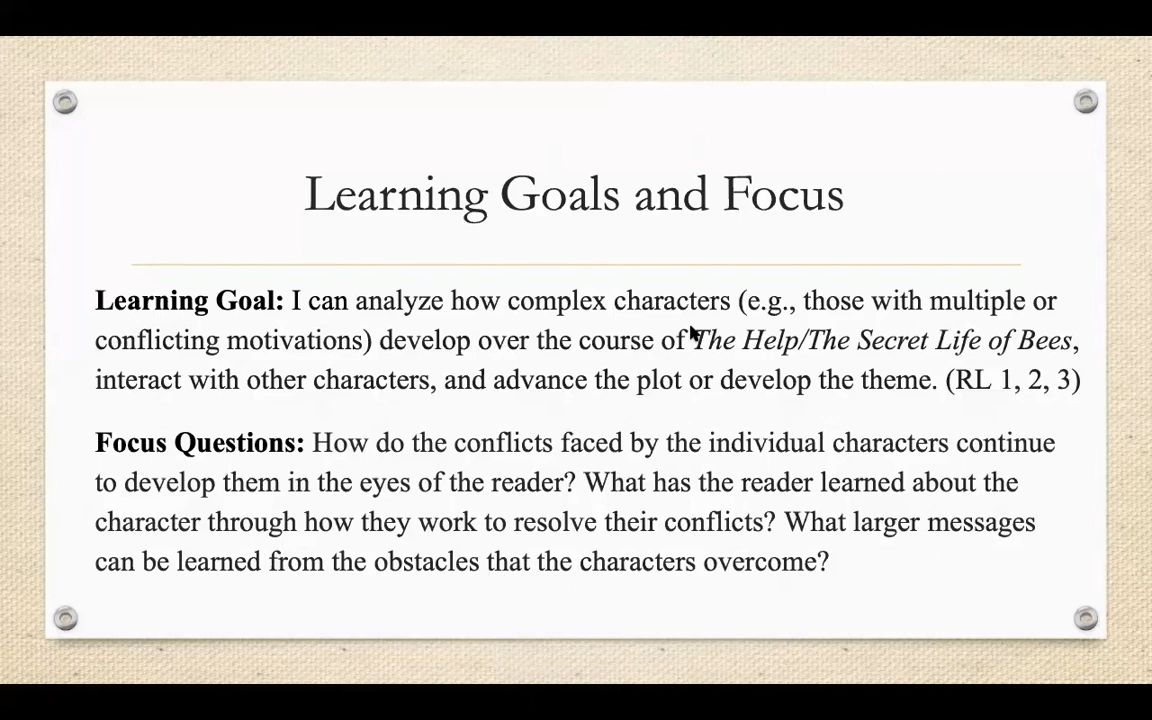 Learning Goals and Focus
Learning Goal: I can analyze how complex characters (e.g., those with multiple or
conflicting motivations) develop over the course of The Help/The Secret Life of Bees,
interact with other characters, and advance the plot or develop the theme. (RL 1, 2, 3)
Focus Questions: How do the conflicts faced by the individual characters continue
to develop them in the eyes of the reader? What has the reader learned about the
character through how they work to resolve their conflicts? What larger messages
can be learned from the obstacles that the characters overcome?